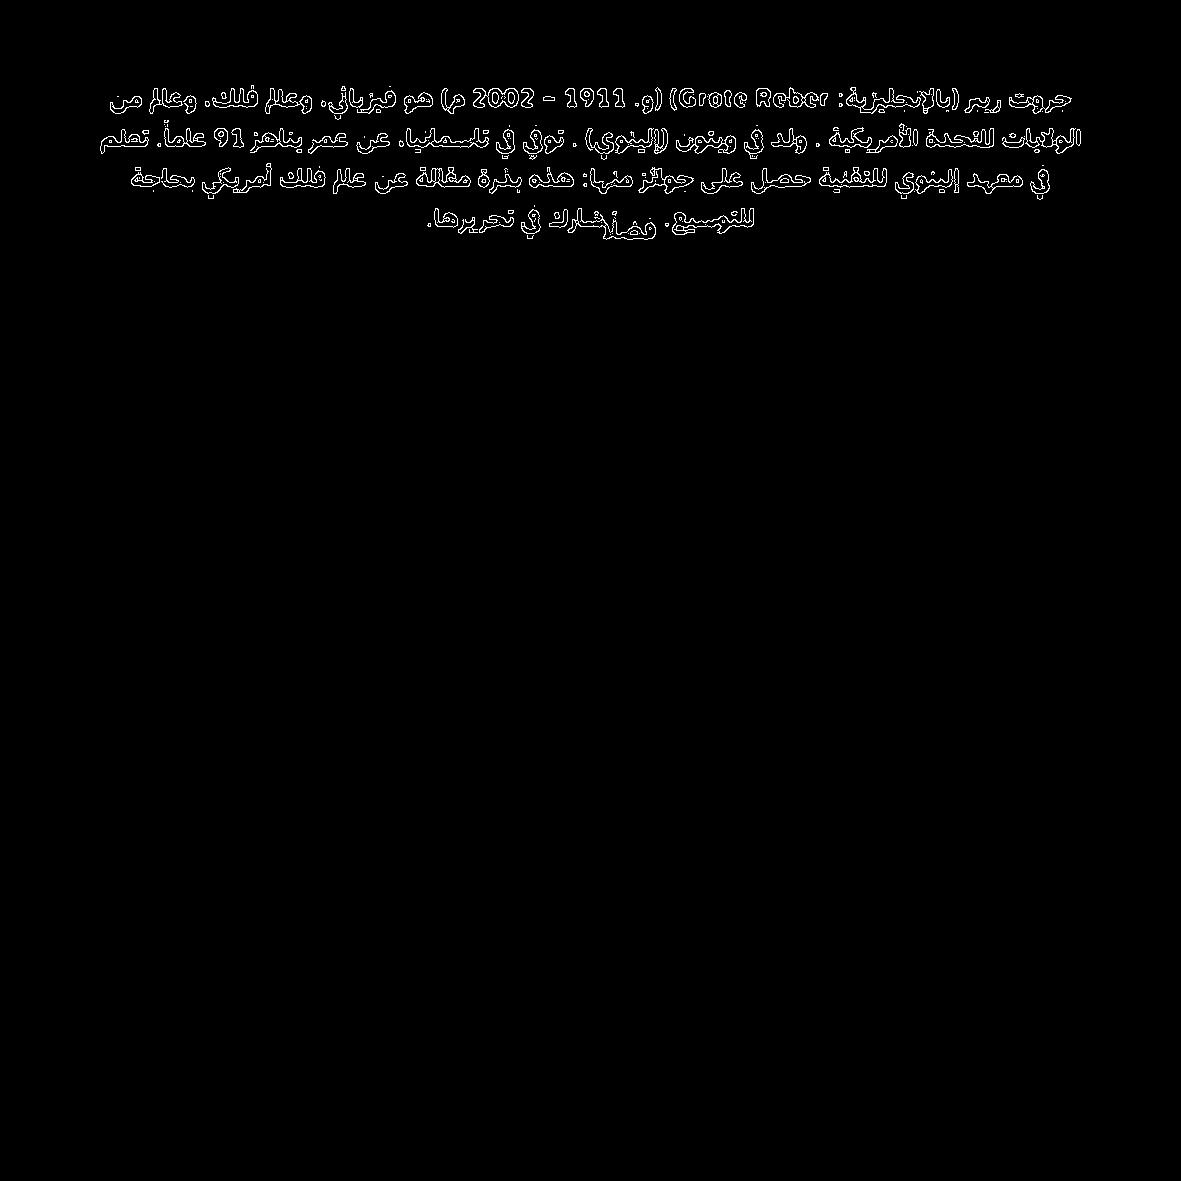 جروت ريبر (بالإنجليزية: Grote Reber) (و. 1911 – 2002 م) هو فيزيائي، وعالم فلك، وعالم من
الولايات المتحدة الأمريكية . ولد في ويتون (إلينوي) . توفي في تاسمانيا، عن عمر يناهز 91 عاماً. تعلم
في معهد إلينوي للتقنية حصل على جوائز منها: هذه بذرة مقالة عن عالم فلك أمريكي بحاجة
للتوسيع. فضلًا شارك في تحريرها.